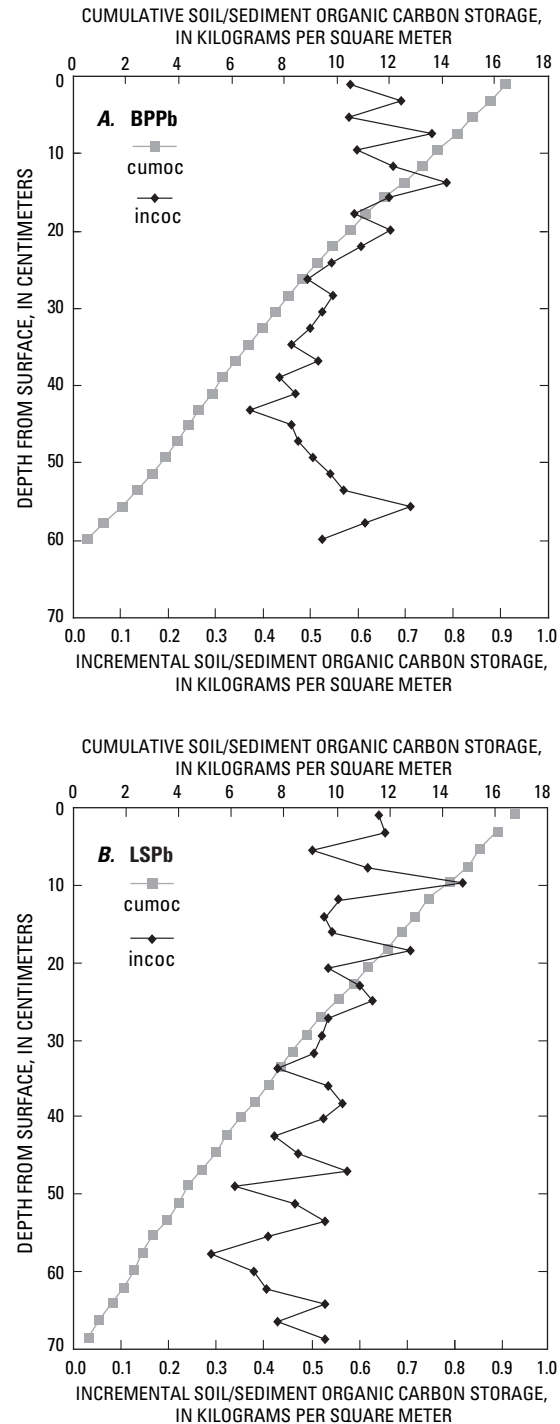 CUMULATIVE SOIL/SEDIMENT ORGANIC CARBON STORAGE,
IN KILOGRAMS PER SQUARE METER
0 2 4 6 8 10 12 14 16 18
A. BPPb
cumoc
incoc
DEPTH FROM SURFACE, IN CENTIMETERS
0
10
20
30
40
50
60
70
0.0 0.1 0.2 0.3 0.4 0.5 0.6 0.7 0.8 0.9 1.0
INCREMENTAL SOIL/SEDIMENT ORGANIC CARBON STORAGE,
IN KILOGRAMS PER SQUARE METER
CUMULATIVE SOIL/SEDIMENT ORGANIC CARBON STORAGE,
IN KILOGRAMS PER SQUARE METER
0 2 4 6 8 10 12 14 16 18
B. LSPb
cumoc
incoc
DEPTH FROM SURFACE, IN CENTIMETERS
0
10
20
30
40
50
60
70
0.0 0.1 0.2 0.3 0.4 0.5 0.6 0.7 0.8 0.9 1.0
INCREMENTAL SOIL/SEDIMENT ORGANIC CARBON STORAGE,
IN KILOGRAMS PER SQUARE METER